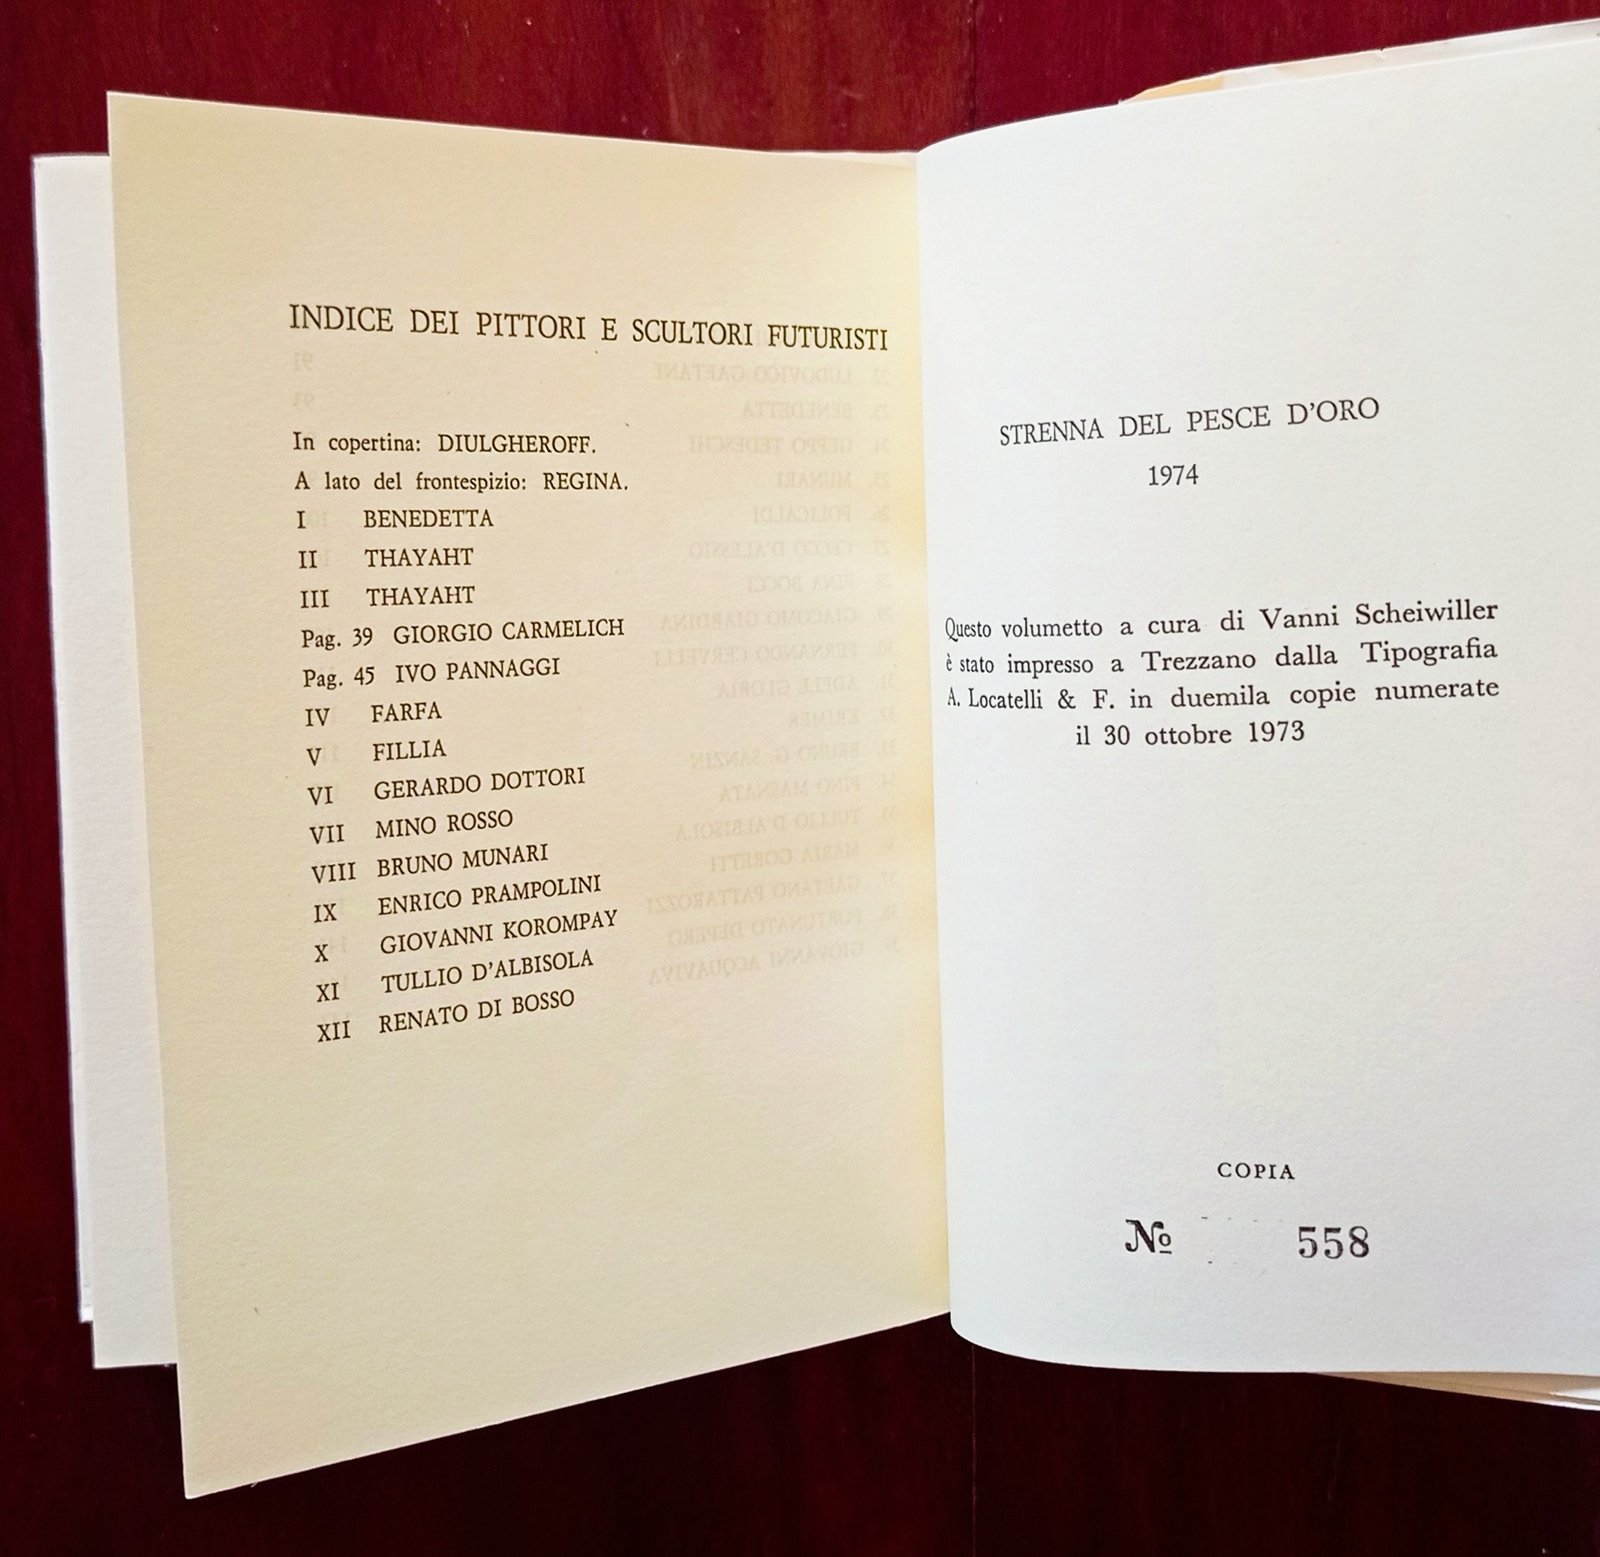 INDICE DEI PITTORI E SCULTORI FUTURISTI
In copertina: DIULGHEROFF.
A lato del frontespizio: REGINA.
I BENEDETTA
II THAYAHT
III THAYAHT
Pag. 39 GIORGIO CARMELICH
Pag. 45 IVO PANNAGGI
IV FARFA
V FILLIA
VI GERARDO DOTTORI
VII MINO ROSSO
VIII BRUNO MUNARI
IX ENRICO PRAMPOLINI
X GIOVANNI KOROMPAY
XI TULLIO D'ALBISOLA
XII RENATO DI BOSSO
STRENNA DEL PESCE D'ORO
1974
Questo volumetto a cura di Vanni Scheiwiller
è stato impresso a Trezzano dalla Tipografia
A. Locatelli & F. in duemila copie numerate
il 30 ottobre 1973
COPIA
No 558